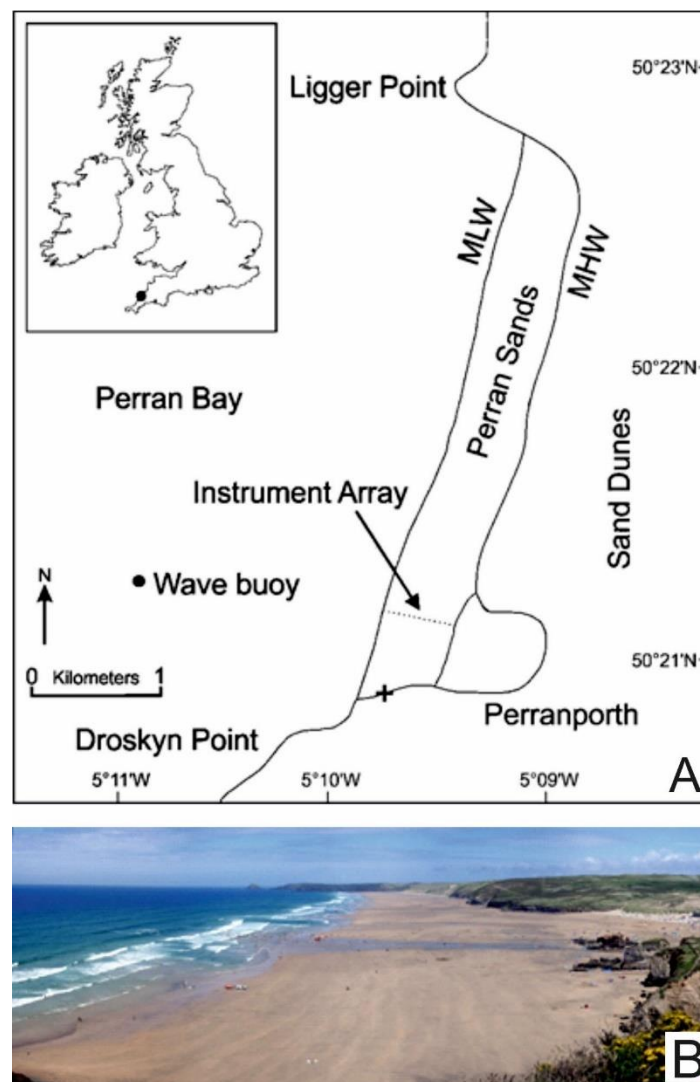 50°23'N
Ligger Point
MLW
MHW
Perran Sands
50°22'N
Perran Bay
Sand Dunes
Instrument Array
N
Wave buoy
0 Kilometers 1
50°21'N
Perranporth
Droskyn Point
5°11'W
5°10'W
5°09'W
A
B